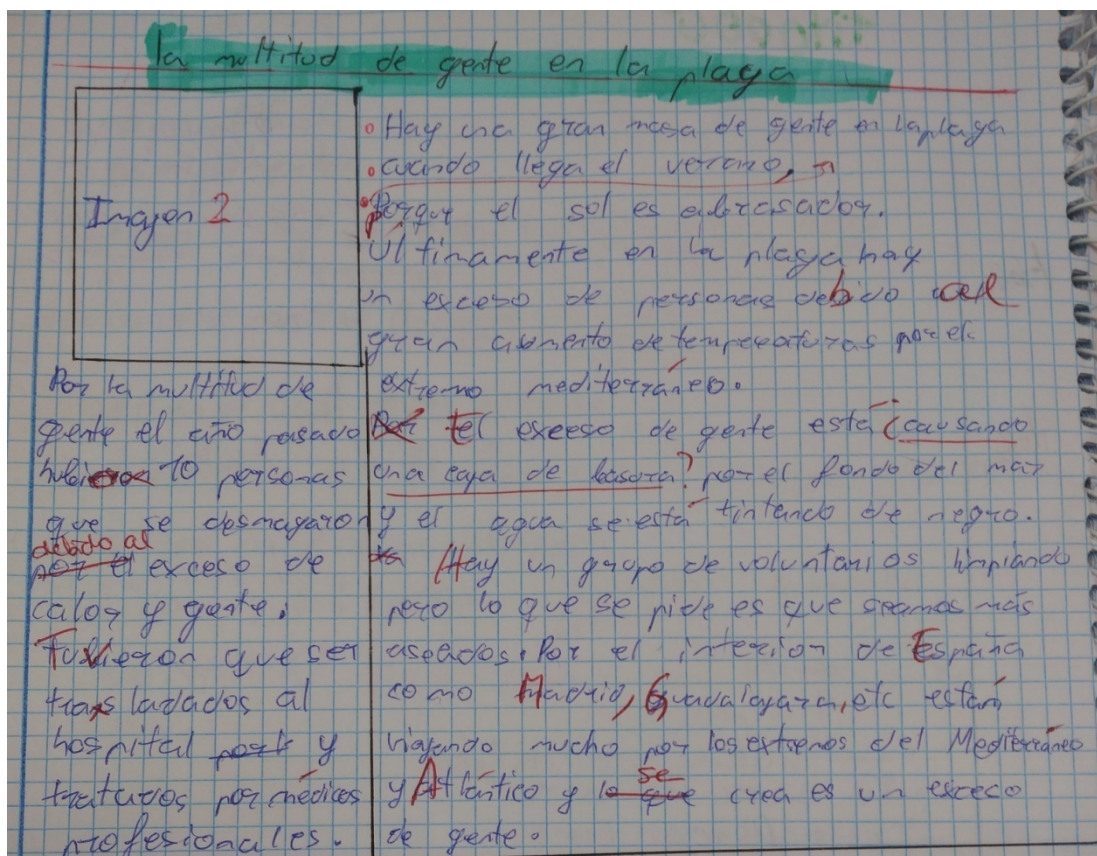 la multitud de gente en la playa
Imagen 2
Hay una gran masa de gente en la playa
cuando llega el verano,
porque el sol es abrasador.
Últimamente en la playa hay
un exceso de personas debido al
gran aumento de temperaturas por el
extremo mediterráneo.
El exceso de gente está ¿causando
una capa de basura? por el fondo del mar
y el agua se está tintando de negro.
Hay un grupo de voluntarios limpiando
pero lo que se pide es que seamos más
aseados. Por el interior de España
como Madrid, Guadalajara, etc están
viajando mucho por los extremos del Mediterráneo
y Atlántico y se crea es un exceco
de gente.
Por la multitud de
gente el año pasado
hubo 10 personas
que se desmayaron
debido al exceso de
calor y gente.
Tuvieron que ser
trasladados al
hospital y
tratados por médicos
profesionales.